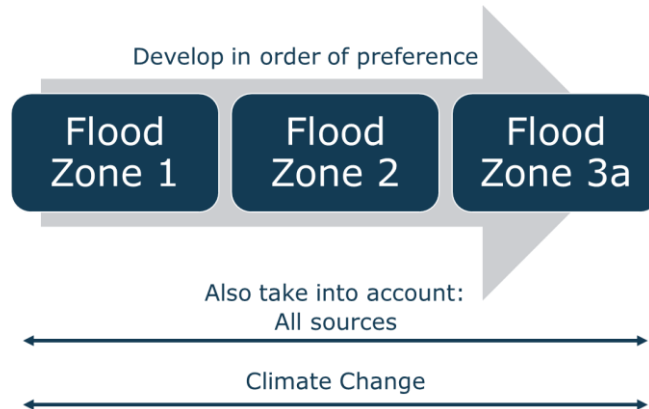 Develop in order of preference
Flood
Zone 1
Flood
Zone 2
Flood
Zone 3a
Also take into account:
All sources
Climate Change